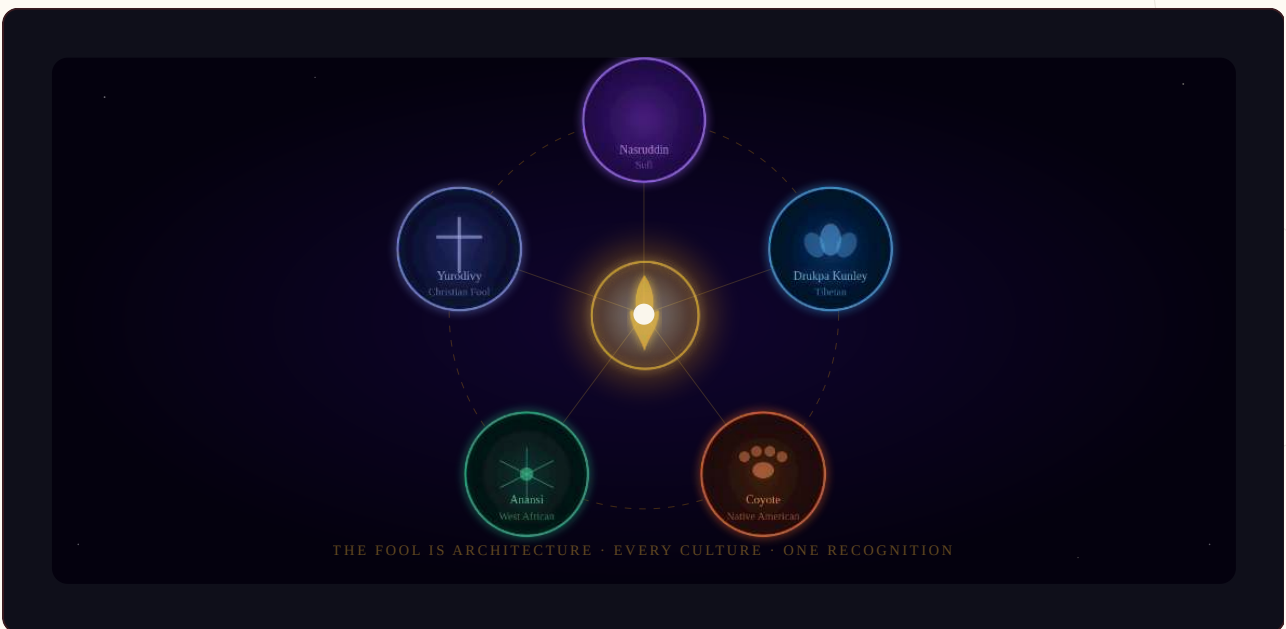 Nasruddin
Sufi
Yurodivy
Christian Fool
Drukpa Kunley
Tibetan
Anansi
West African
Coyote
Native American
THE FOOL IS ARCHITECTURE · EVERY CULTURE · ONE RECOGNITION